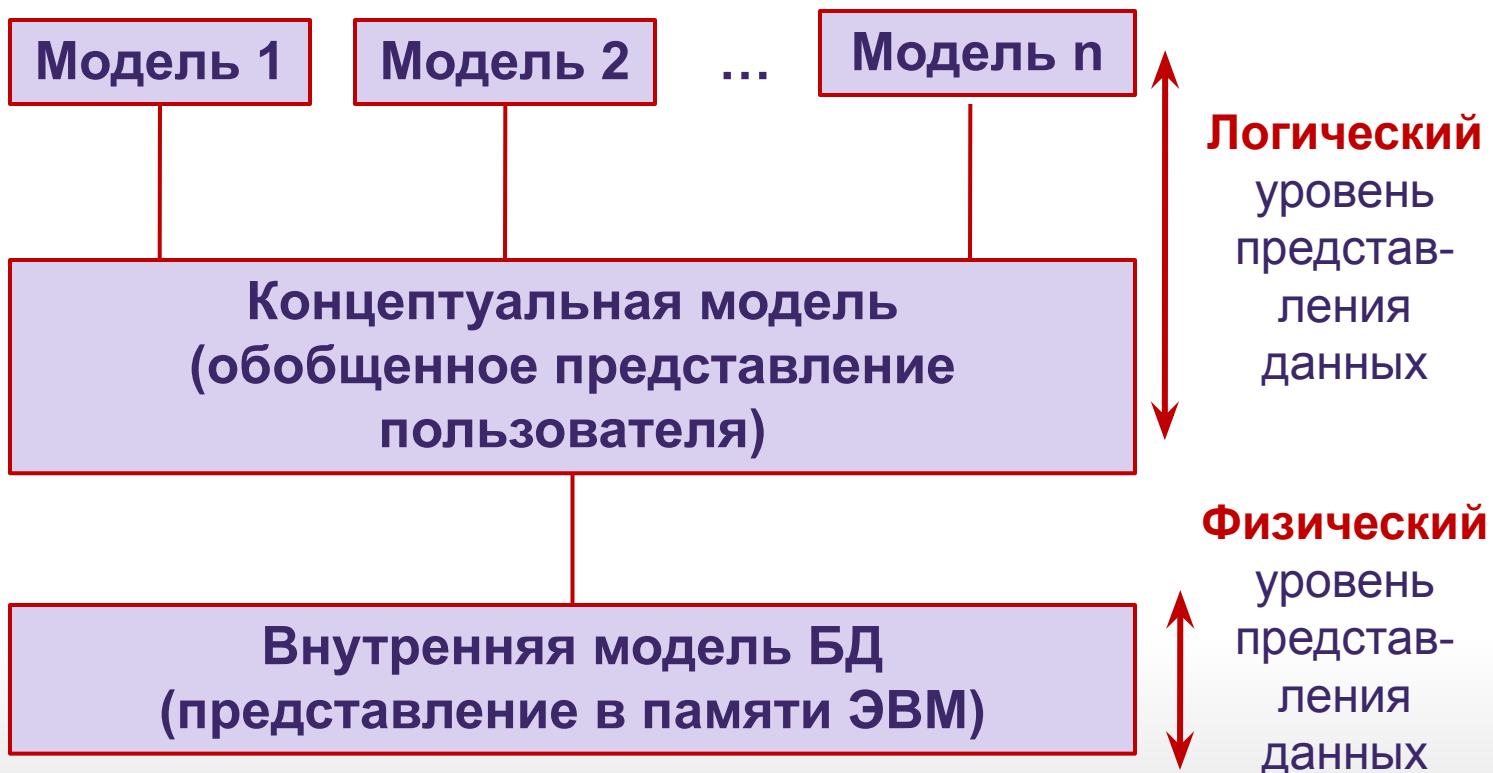 Модель 1
Модель 2
...
Модель n
Логический
уровень
представ-
ления
данных
Концептуальная модель
(обобщенное представление
пользователя)
Физический
уровень
представ-
ления
данных
Внутренняя модель БД
(представление в памяти ЭВМ)